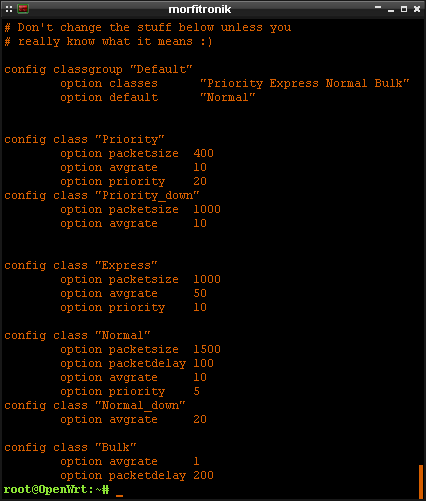 morfitronik
# Don't change the stuff below unless you
# really know what it means :)
config classgroup "Default"
option classes "Priority Express Normal Bulk"
option default "Normal"
config class "Priority"
option packetsize 400
option avgrate 10
option priority 20
config class "Priority_down"
option packetsize 1000
option avgrate 10
config class "Express"
option packetsize 1000
option avgrate 50
option priority 10
config class "Normal"
option packetsize 1500
option packetdelay 100
option avgrate 10
option priority 5
config class "Normal_down"
option avgrate 20
config class "Bulk"
option avgrate 1
option packetdelay 200
root@OpenWrt:~# _